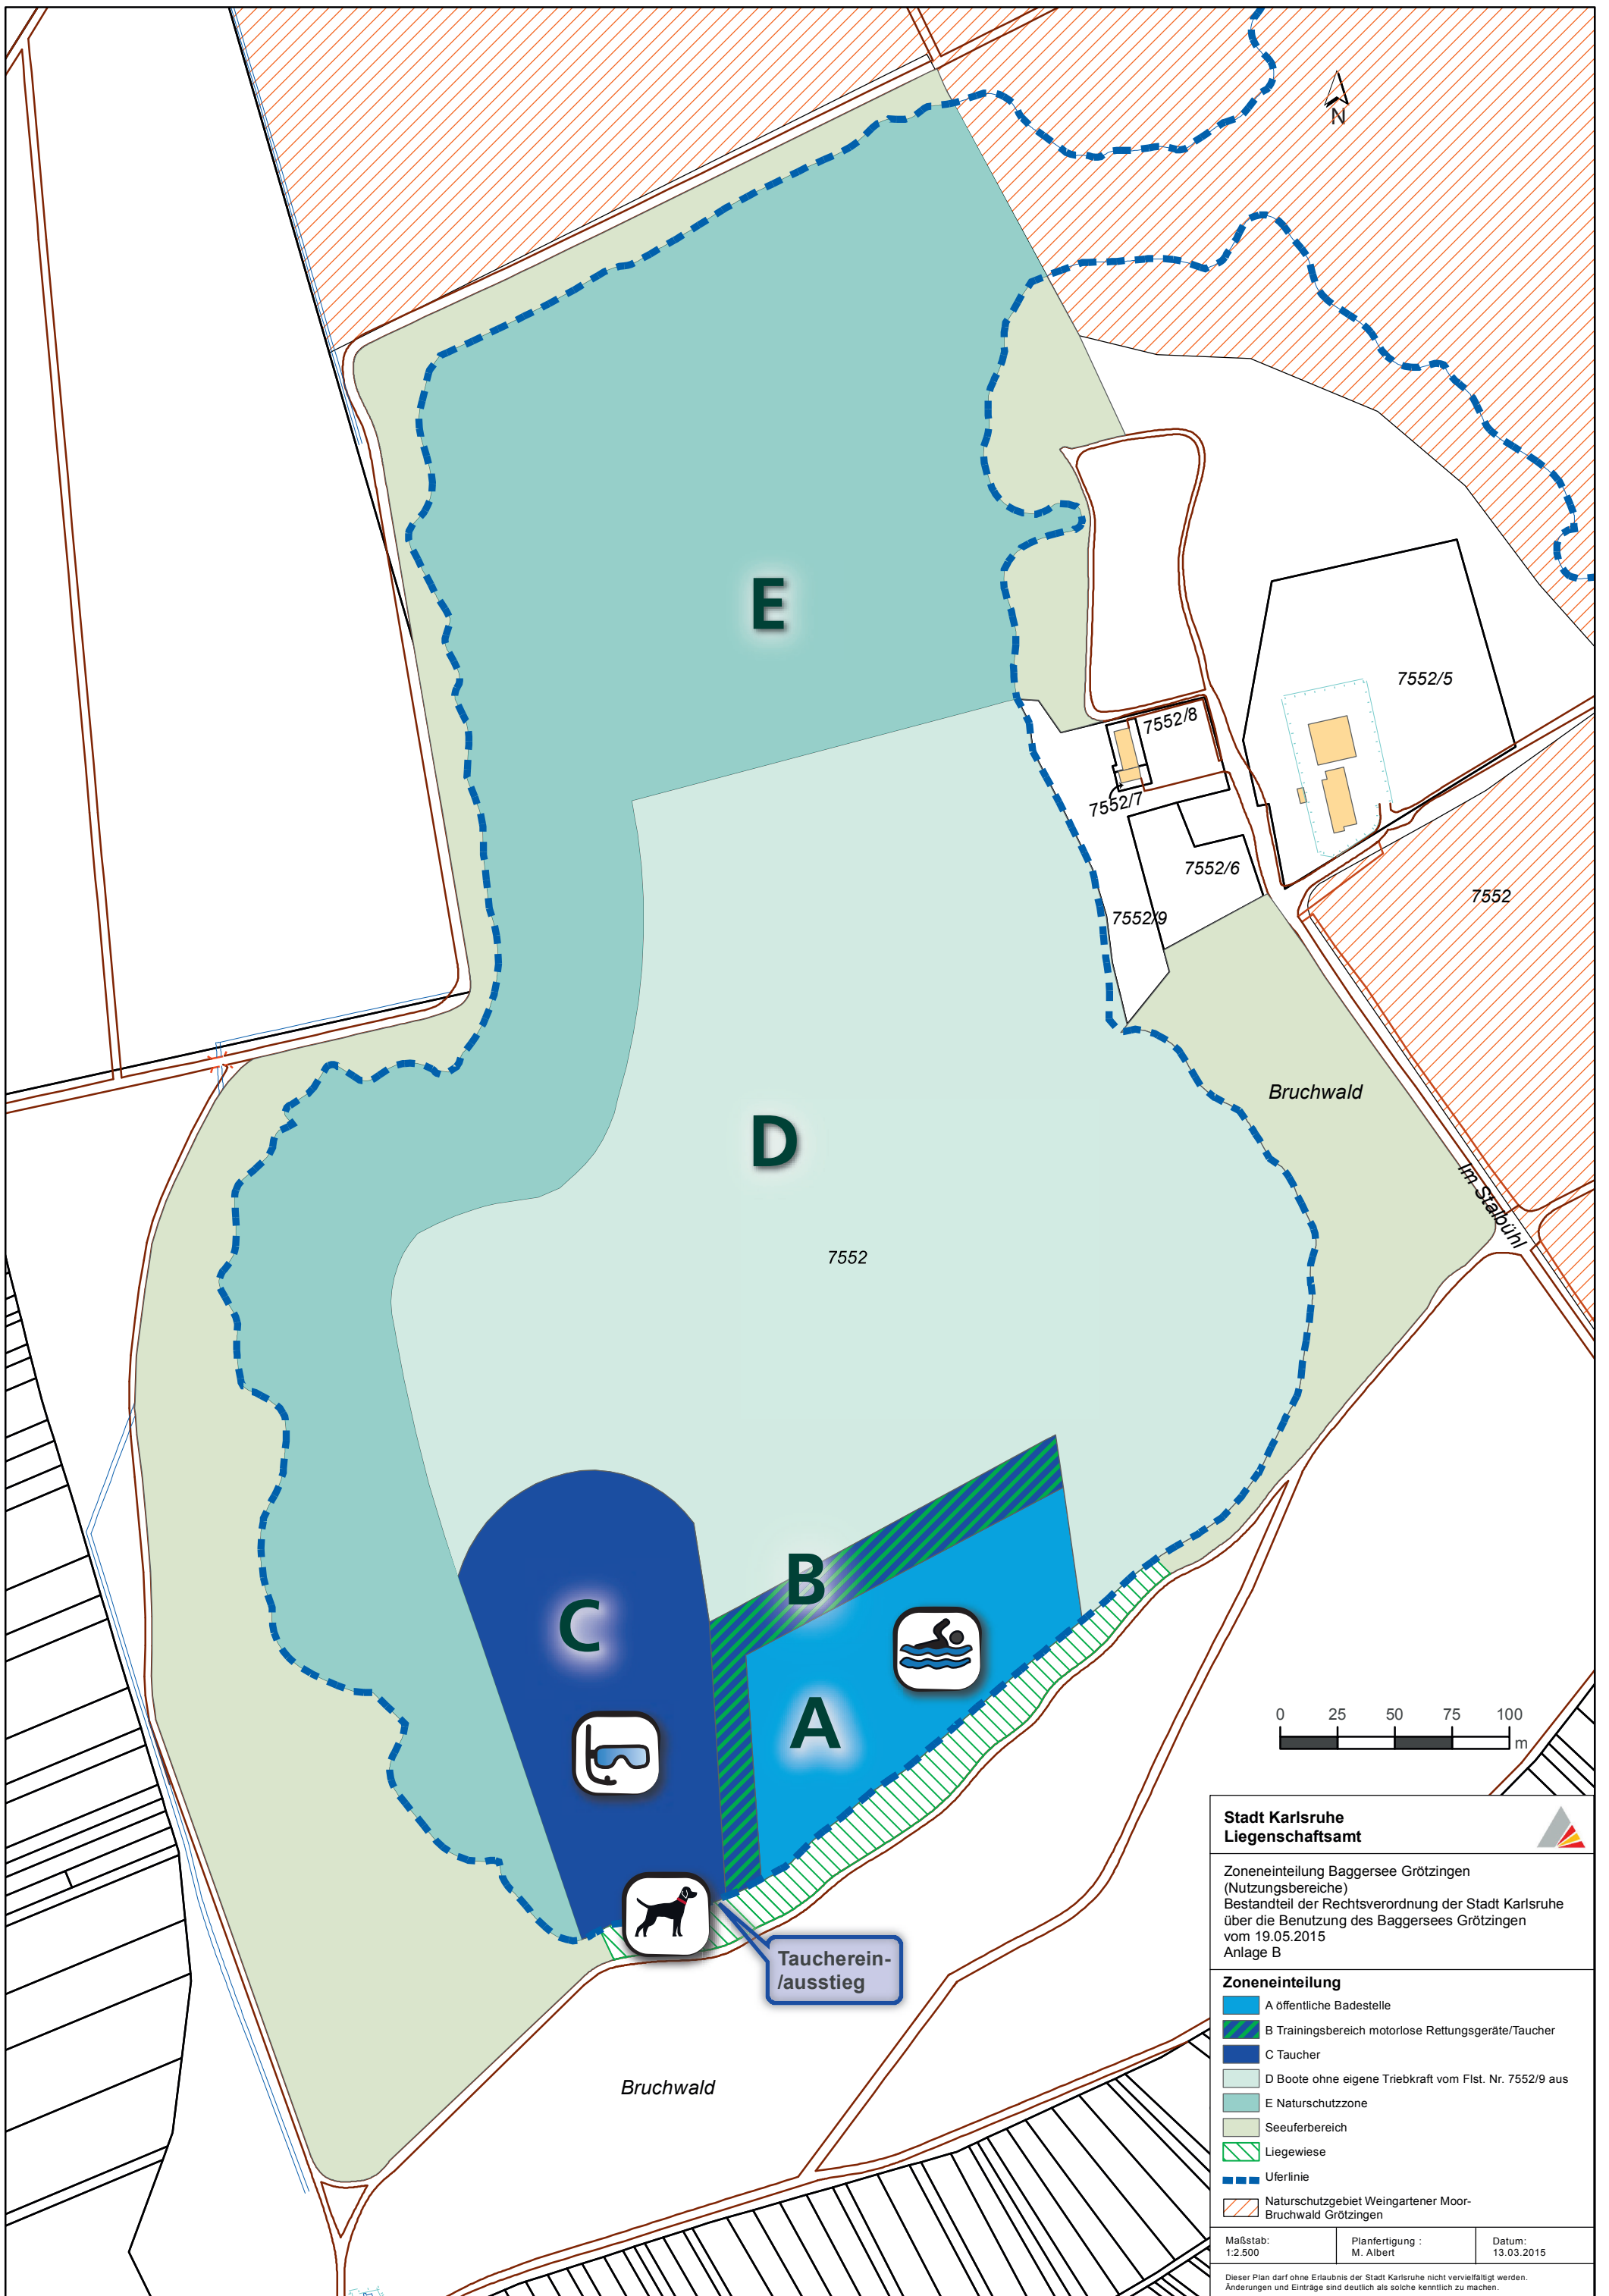 N
E
7552/5
7552/8
7552/7
7552/6
7552
7552/9
Bruchwald
D
Im Stalbühl
7552
B
C
A
0 25 50 75 100
m
Taucherein-
/ausstieg
Bruchwald
Stadt Karlsruhe
Liegenschaftsamt
Zoneneinteilung Baggersee Grötzingen
(Nutzungsbereiche)
Bestandteil der Rechtsverordnung der Stadt Karlsruhe
über die Benutzung des Baggersees Grötzingen
vom 19.05.2015
Anlage B
Zoneneinteilung
A öffentliche Badestelle
B Trainingsbereich motorlose Rettungsgeräte/Taucher
C Taucher
D Boote ohne eigene Triebkraft vom Flst. Nr. 7552/9 aus
E Naturschutzzone
Seeuferbereich
Liegewiese
Uferlinie
Naturschutzgebiet Weingartener Moor-
Bruchwald Grötzingen
Maßstab:
1:2.500
Planfertigung :
M. Albert
Datum:
13.03.2015
Dieser Plan darf ohne Erlaubnis der Stadt Karlsruhe nicht vervielfältigt werden.
Änderungen und Einträge sind deutlich als solche kenntlich zu machen.